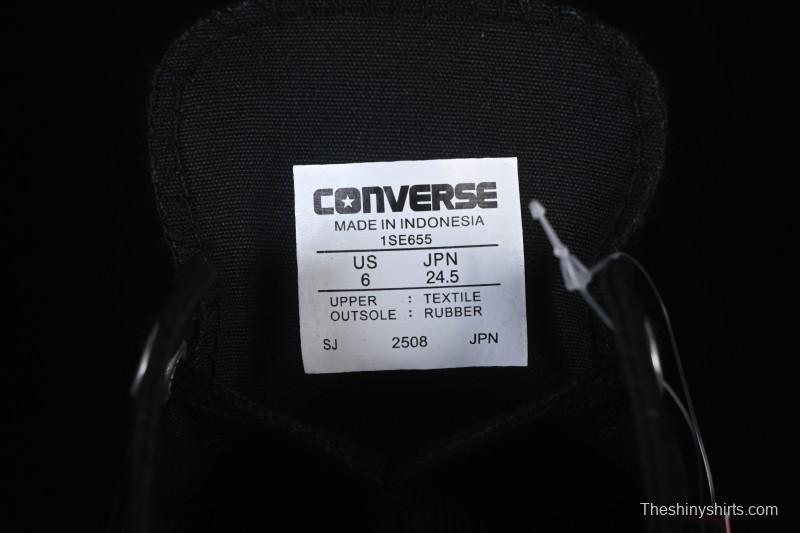 CONVERSE
MADE IN INDONESIA
1SE655
US JPN
6 24.5
UPPER : TEXTILE
OUTSOLE : RUBBER
SJ 2508 JPN
Theshinyshirts.com